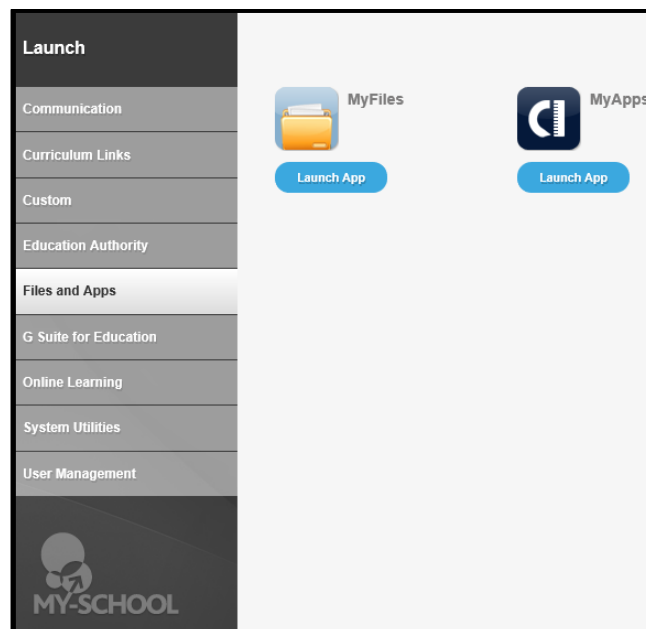 Launch
Communication
Curriculum Links
Custom
Education Authority
Files and Apps
G Suite for Education
Online Learning
System Utilities
User Management
MY-SCHOOL
MyFiles
Launch App
MyApps
Launch App